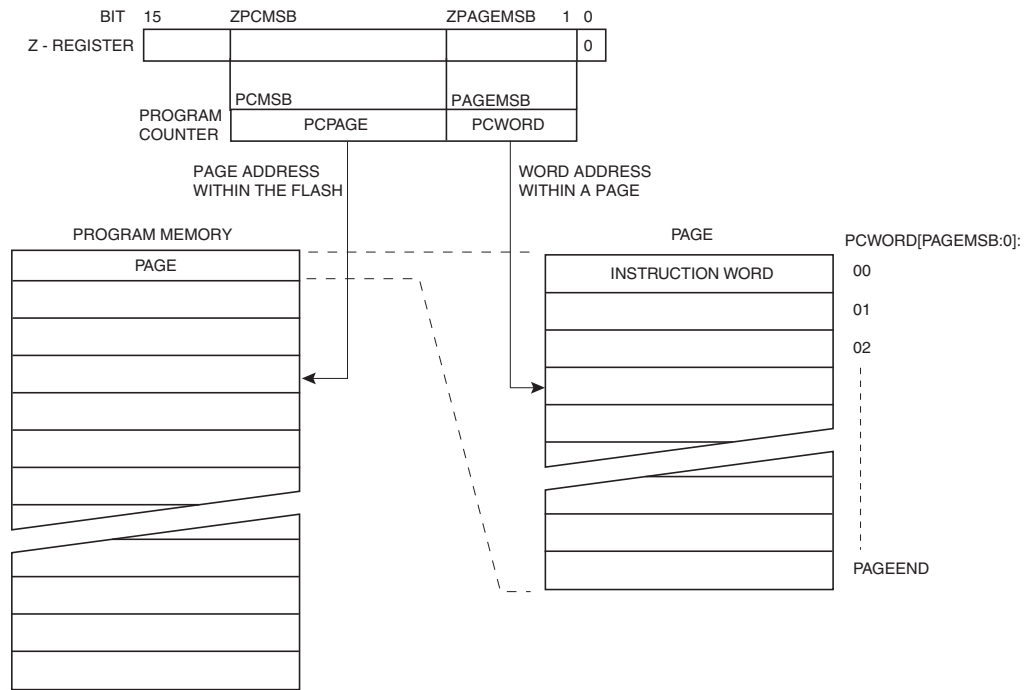 BIT 15 ZPCMSB ZPAGEMSB 1 0
Z - REGISTER 0
PCMSB PAGEMSB
PROGRAM
COUNTER
PCPAGE PCWORD
PAGE ADDRESS
WITHIN THE FLASH
WORD ADDRESS
WITHIN A PAGE
PROGRAM MEMORY
PAGE
PAGE
PCWORD[PAGEMSB:0]:
INSTRUCTION WORD
00
01
02
PAGEEND